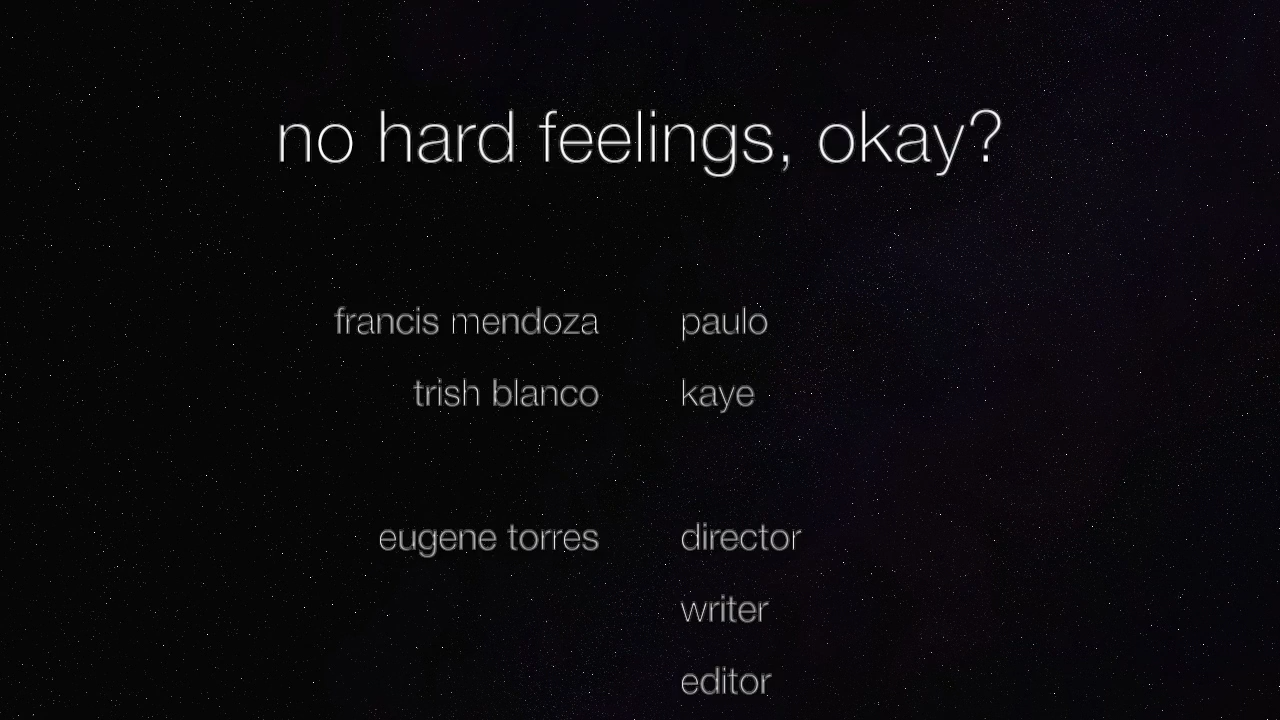 no hard feelings, okay?
francis mendoza paulo
trish blanco kaye
eugene torres director
writer
editor